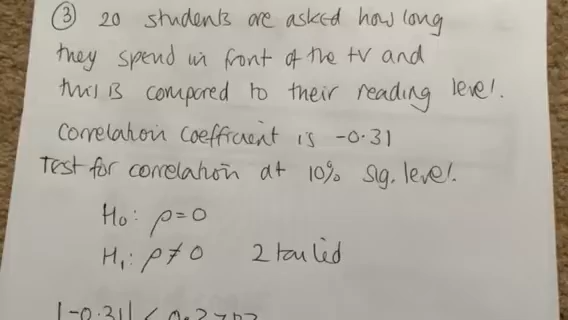 ③ 20 students are asked how long
they spend in front of the tv and
this is compared to their reading level.
Correlation coefficient is -0.31
Test for correlation at 10% sig. level.
H₀: ρ=0
H₁: ρ≠0 2 tailed
|-0.31| <